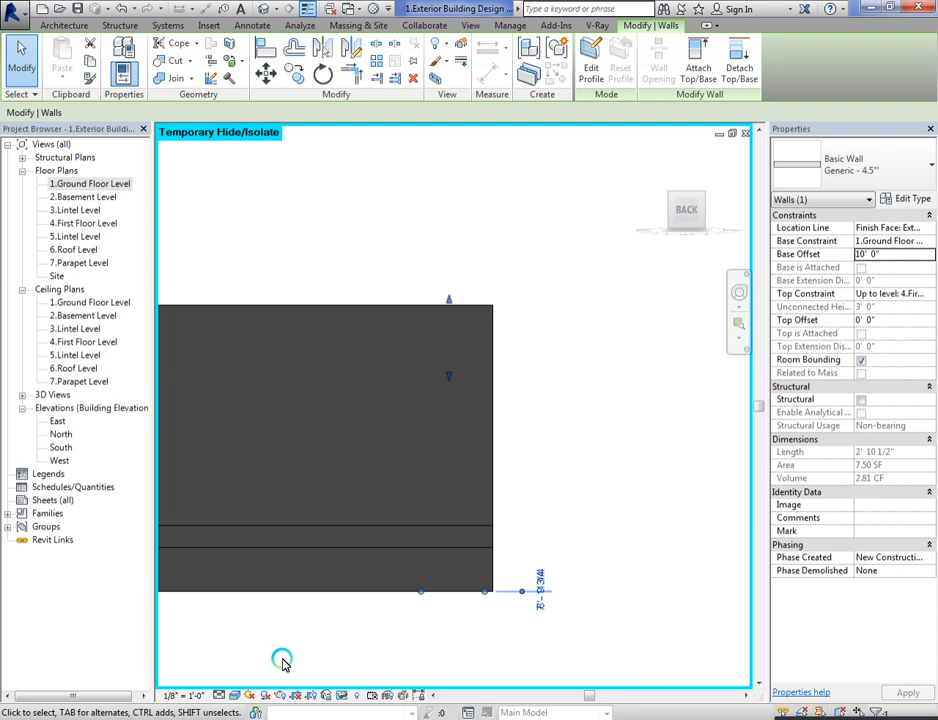 1.Exterior Building Design ...
Type a keyword or phrase
Sign In
Architecture Structure Systems Insert Annotate Analyze Massing & Site Collaborate View Manage Add-Ins V-Ray Modify | Walls
Modify
Paste
Cope
Cut
Join
Edit Profile
Reset Profile
Wall Opening
Attach Top/Base
Detach Top/Base
Select Clipboard Properties Geometry Modify View Measure Create Mode Modify Wall
Modify | Walls
Project Browser - 1.Exterior Buildi...
Views (all)
Structural Plans
Floor Plans
1.Ground Floor Level
2.Basement Level
3.Lintel Level
4.First Floor Level
5.Lintel Level
6.Roof Level
7.Parapet Level
Site
Ceiling Plans
1.Ground Floor Level
2.Basement Level
3.Lintel Level
4.First Floor Level
5.Lintel Level
6.Roof Level
7.Parapet Level
3D Views
Elevations (Building Elevation
East
North
South
West
Legends
Schedules/Quantities
Sheets (all)
Families
Groups
Revit Links
Temporary Hide/Isolate
BACK
Properties
Basic Wall
Generic - 4.5"
Walls (1)
Edit Type
Constraints
Location Line Finish Face: Ext...
Base Constraint 1.Ground Floor ...
Base Offset 10' 0"
Base is Attached
Base Extension Di... 0' 0"
Top Constraint Up to level: 4.Fir...
Unconnected Hei... 3' 0"
Top Offset 0' 0"
Top is Attached
Top Extension Dis... 0' 0"
Room Bounding
Related to Mass
Structural
Structural
Enable Analytical ...
Structural Usage Non-bearing
Dimensions
Length 2' 10 1/2"
Area 7.50 SF
Volume 2.81 CF
Identity Data
Image
Comments
Mark
Phasing
Phase Created New Constructi...
Phase Demolished None
Properties help
Apply
1/8" = 1'-0"
Click to select, TAB for alternates, CTRL adds, SHIFT unselects.
:0
Main Model